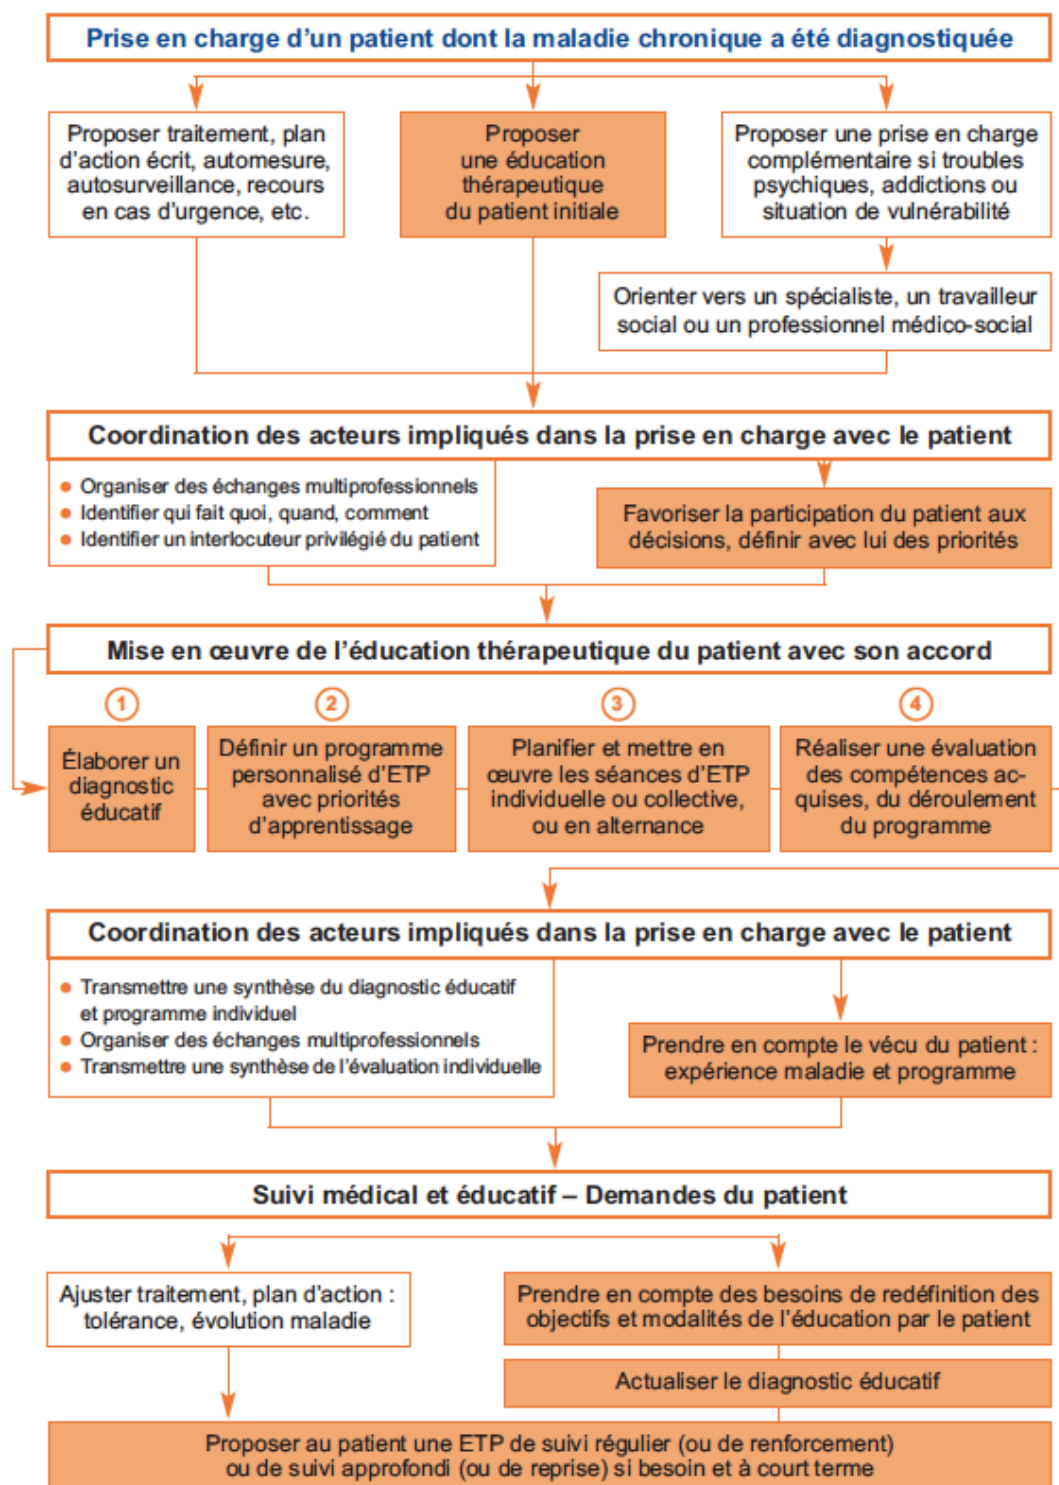 Prise en charge d'un patient dont la maladie chronique a été diagnostiquée
Proposer traitement, plan
d'action écrit, automesure,
autosurveillance, recours
en cas d'urgence, etc.
Proposer
une éducation
thérapeutique
du patient initiale
Proposer une prise en charge
complémentaire si troubles
psychiques, addictions ou
situation de vulnérabilité
Orienter vers un spécialiste, un travailleur
social ou un professionnel médico-social
Coordination des acteurs impliqués dans la prise en charge avec le patient
• Organiser des échanges multiprofessionnels
• Identifier qui fait quoi, quand, comment
• Identifier un interlocuteur privilégié du patient
Favoriser la participation du patient aux
décisions, définir avec lui des priorités
Mise en œuvre de l'éducation thérapeutique du patient avec son accord
1
Élaborer un
diagnostic
éducatif
2
Définir un programme
personnalisé d'ETP
avec priorités
d'apprentissage
3
Planifier et mettre en
œuvre les séances d'ETP
individuelle ou collective,
ou en alternance
4
Réaliser une évaluation
des compétences ac-
quises, du déroulement
du programme
Coordination des acteurs impliqués dans la prise en charge avec le patient
• Transmettre une synthèse du diagnostic éducatif
et programme individuel
• Organiser des échanges multiprofessionnels
• Transmettre une synthèse de l'évaluation individuelle
Prendre en compte le vécu du patient :
expérience maladie et programme
Suivi médical et éducatif – Demandes du patient
Ajuster traitement, plan d'action :
tolérance, évolution maladie
Prendre en compte des besoins de redéfinition des
objectifs et modalités de l'éducation par le patient
Actualiser le diagnostic éducatif
Proposer au patient une ETP de suivi régulier (ou de renforcement)
ou de suivi approfondi (ou de reprise) si besoin et à court terme